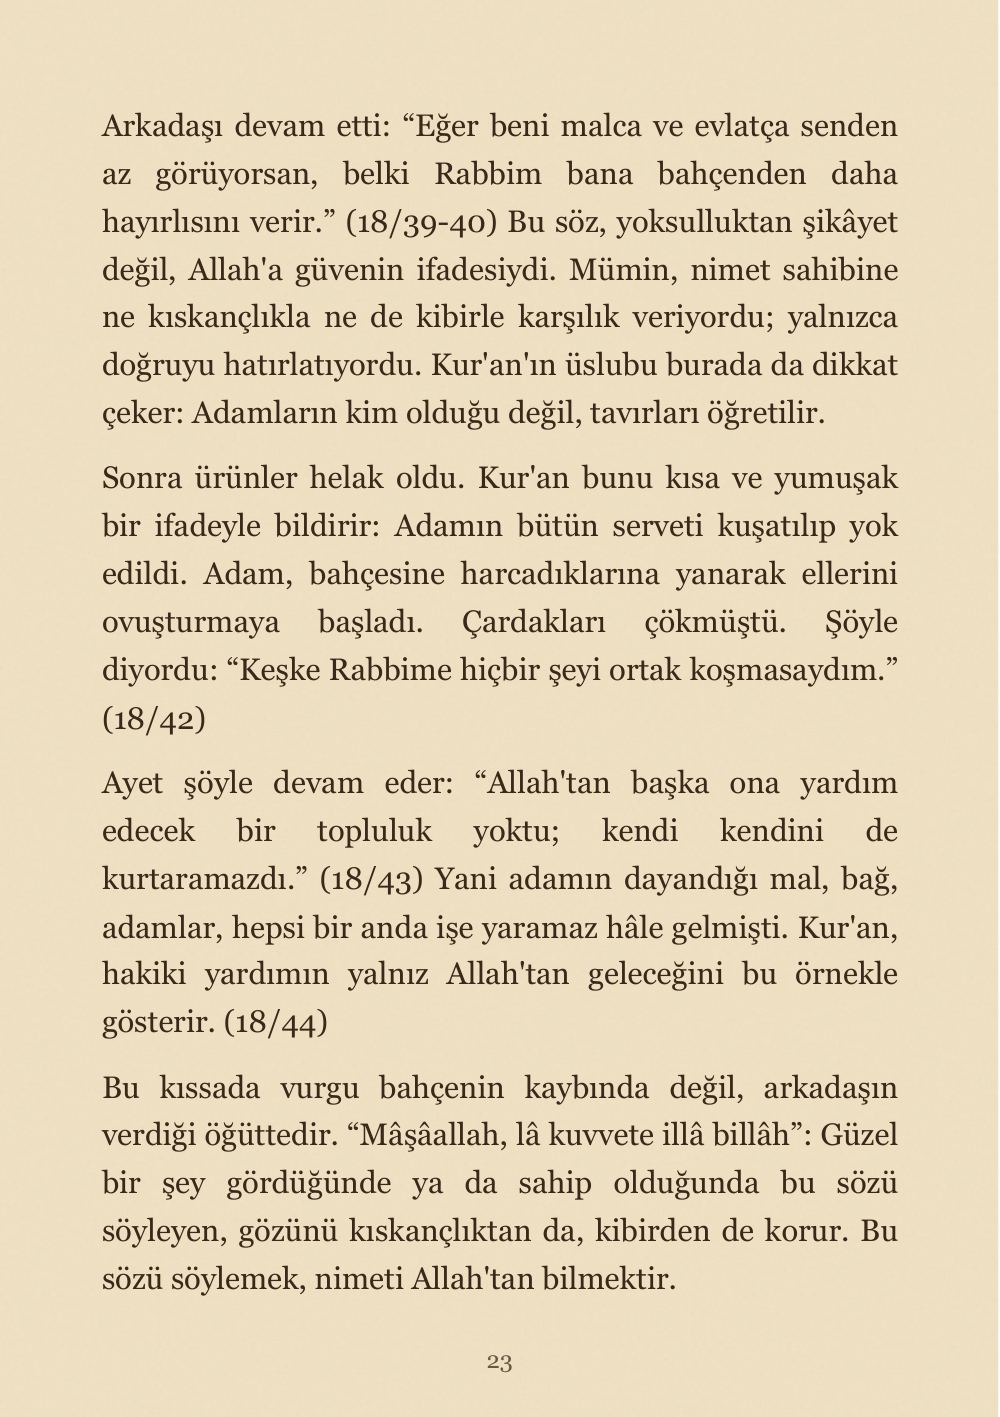 Arkadaşı devam etti: “Eğer beni malca ve evlatça senden
az görüyorsan, belki Rabbim bana bahçenden daha
hayırlısını verir.” (18/39-40) Bu söz, yoksulluktan şikâyet
değil, Allah'a güvenin ifadesiydi. Mümin, nimet sahibine
ne kıskançlıkla ne de kibirle karşılık veriyordu; yalnızca
doğruyu hatırlatıyordu. Kur'an'ın üslubu burada da dikkat
çeker: Adamların kim olduğu değil, tavırları öğretilir.
Sonra ürünler helak oldu. Kur'an bunu kısa ve yumuşak
bir ifadeyle bildirir: Adamın bütün serveti kuşatılıp yok
edildi. Adam, bahçesine harcadıklarına yanarak ellerini
ovuşturmaya başladı. Çardakları çökmüştü. Şöyle
diyordu: “Keşke Rabbime hiçbir şeyi ortak koşmasaydım.”
(18/42)
Ayet şöyle devam eder: “Allah'tan başka ona yardım
edecek bir topluluk yoktu; kendi kendini de
kurtaramazdı.” (18/43) Yani adamın dayandığı mal, bağ,
adamlar, hepsi bir anda işe yaramaz hâle gelmişti. Kur'an,
hakiki yardımın yalnız Allah'tan geleceğini bu örnekle
gösterir. (18/44)
Bu kıssada vurgu bahçenin kaybında değil, arkadaşın
verdiği öğüttedir. “Mâşâallah, lâ kuvvete illâ billâh”: Güzel
bir şey gördüğünde ya da sahip olduğunda bu sözü
söyleyen, gözünü kıskançlıktan da, kibirden de korur. Bu
sözü söylemek, nimeti Allah'tan bilmektir.
23